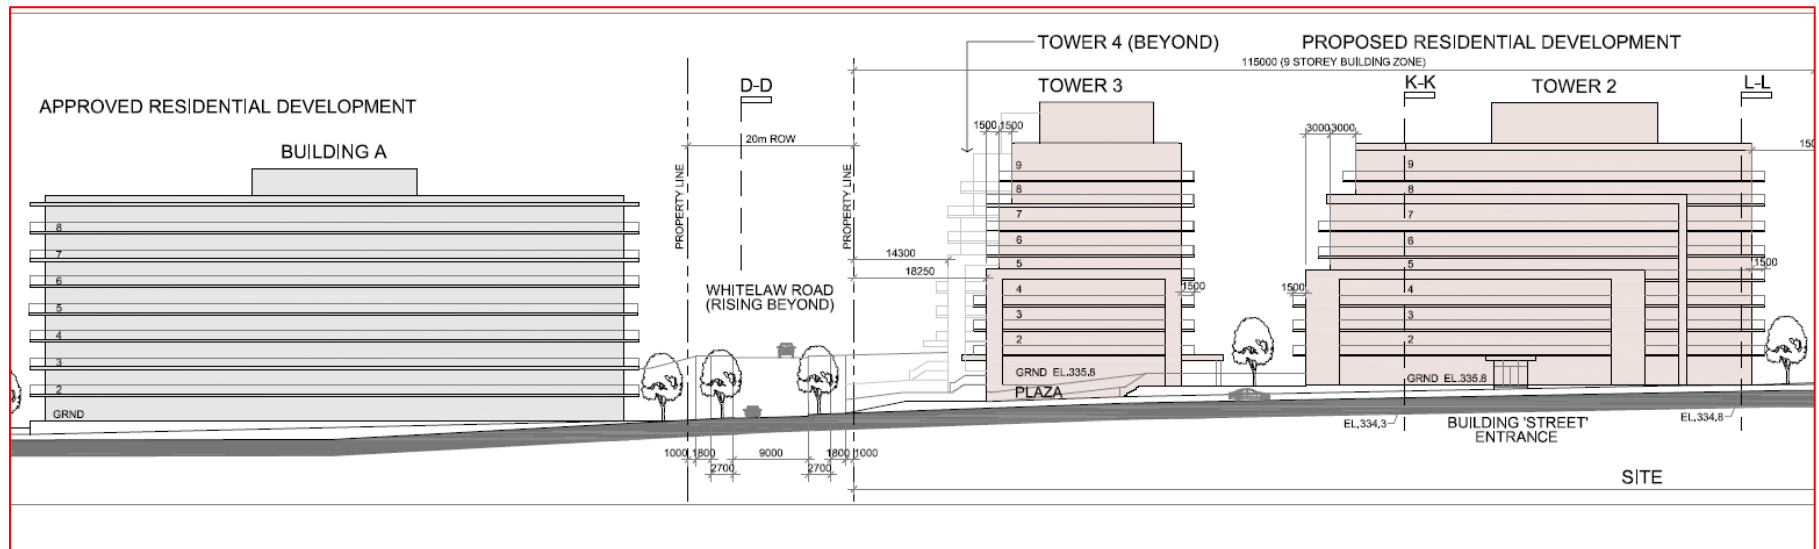 TOWER 4 (BEYOND)
PROPOSED RESIDENTIAL DEVELOPMENT
115000 (9 STOREY BUILDING ZONE)
APPROVED RESIDENTIAL DEVELOPMENT
D-D
TOWER 3
K-K
TOWER 2
L-L
BUILDING A
20m ROW
1500
1500
3000
3000
PROPERTY LINE
PROPERTY LINE
14300
18250
WHITELAW ROAD
(RISING BEYOND)
8
7
6
5
4
3
2
GRND
9
8
7
6
5
4
3
2
1500
GRND EL.335.8
PLAZA
9
8
7
6
5
4
3
2
1500
1500
GRND EL.335.8
EL.334.3
BUILDING 'STREET'
ENTRANCE
EL.334.8
1000
1800
2700
9000
2700
1800
1000
SITE